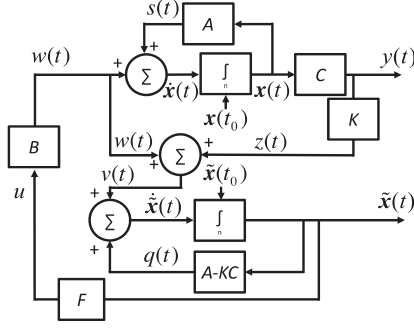 s(t)
A
w(t)
+
+
Σ
ẋ(t)
∫
n
x(t)
C
y(t)
x(t₀)
K
B
w(t)
+
+
Σ
z(t)
u
v(t)
x̃(t₀)
+
Σ
+
x̃̇(t)
∫
n
x̃(t)
q(t)
A-KC
F